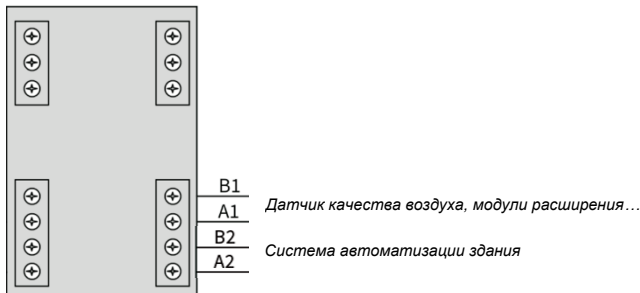 B1
A1
Датчик качества воздуха, модули расширения…
B2
Система автоматизации здания
A2